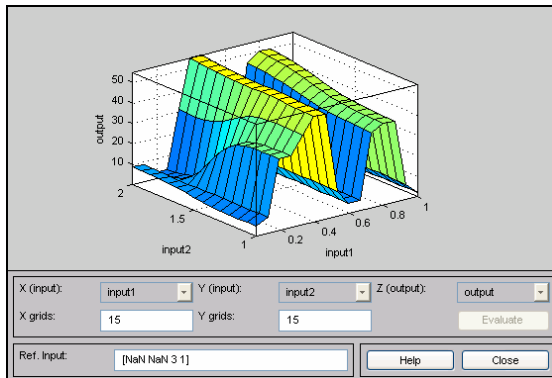 50
40
30
20
10
output
2
1.5
1
input2
0.2
0.4
0.6
0.8
1
input1
X (input): input1 Y (input): input2 Z (output): output
X grids: 15 Y grids: 15 Evaluate
Ref. Input: [NaN NaN 3 1] Help Close